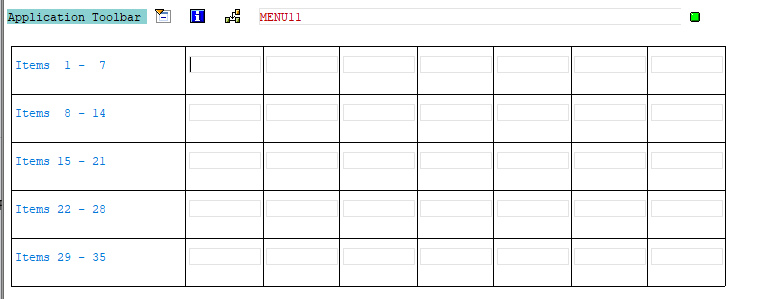 Application Toolbar MENU11
Items 1 - 7
Items 8 - 14
Items 15 - 21
Items 22 - 28
Items 29 - 35